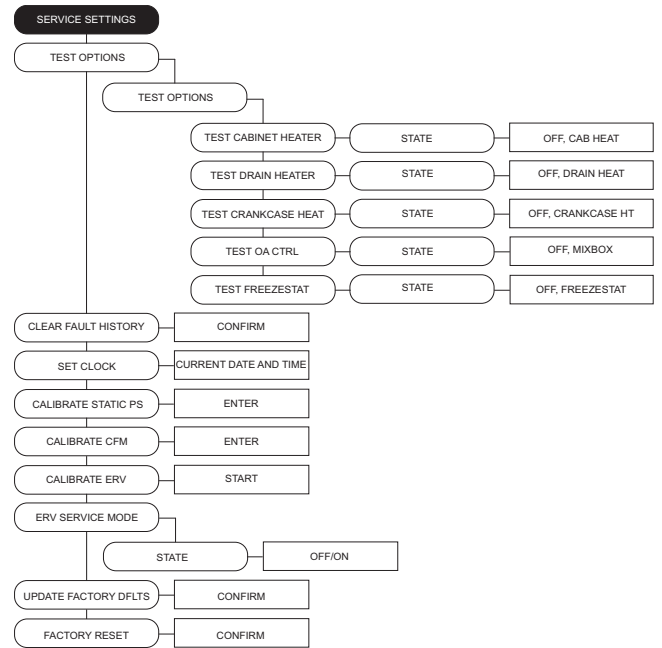 SERVICE SETTINGS
TEST OPTIONS
TEST OPTIONS
TEST CABINET HEATER STATE OFF, CAB HEAT
TEST DRAIN HEATER STATE OFF, DRAIN HEAT
TEST CRANKCASE HEAT STATE OFF, CRANKCASE HT
TEST OA CTRL STATE OFF, MIXBOX
TEST FREEZESTAT STATE OFF, FREEZESTAT
CLEAR FAULT HISTORY CONFIRM
SET CLOCK CURRENT DATE AND TIME
CALIBRATE STATIC PS ENTER
CALIBRATE CFM ENTER
CALIBRATE ERV START
ERV SERVICE MODE
STATE OFF/ON
UPDATE FACTORY DFLTS CONFIRM
FACTORY RESET CONFIRM